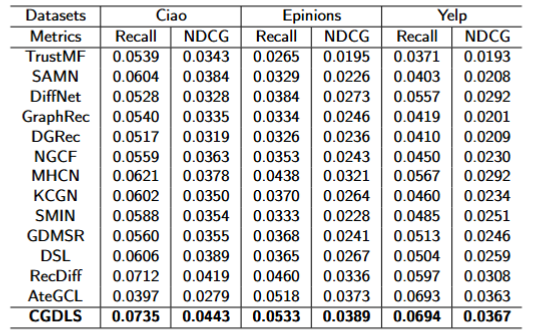 Datasets Ciao Epinions Yelp
Metrics Recall NDCG Recall NDCG Recall NDCG
TrustMF 0.0539 0.0343 0.0265 0.0195 0.0371 0.0193
SAMN 0.0604 0.0384 0.0329 0.0226 0.0403 0.0208
DiffNet 0.0528 0.0328 0.0384 0.0273 0.0557 0.0292
GraphRec 0.0540 0.0335 0.0334 0.0246 0.0419 0.0201
DGRec 0.0517 0.0319 0.0326 0.0236 0.0410 0.0209
NGCF 0.0559 0.0363 0.0353 0.0243 0.0450 0.0230
MHCN 0.0621 0.0378 0.0438 0.0321 0.0567 0.0292
KCGN 0.0602 0.0350 0.0370 0.0264 0.0460 0.0234
SMIN 0.0588 0.0354 0.0333 0.0228 0.0485 0.0251
GDMSR 0.0560 0.0355 0.0368 0.0241 0.0513 0.0246
DSL 0.0606 0.0389 0.0365 0.0267 0.0504 0.0259
RecDiff 0.0712 0.0419 0.0460 0.0336 0.0597 0.0308
AteGCL 0.0397 0.0279 0.0518 0.0373 0.0693 0.0363
CGDLS 0.0735 0.0443 0.0533 0.0389 0.0694 0.0367